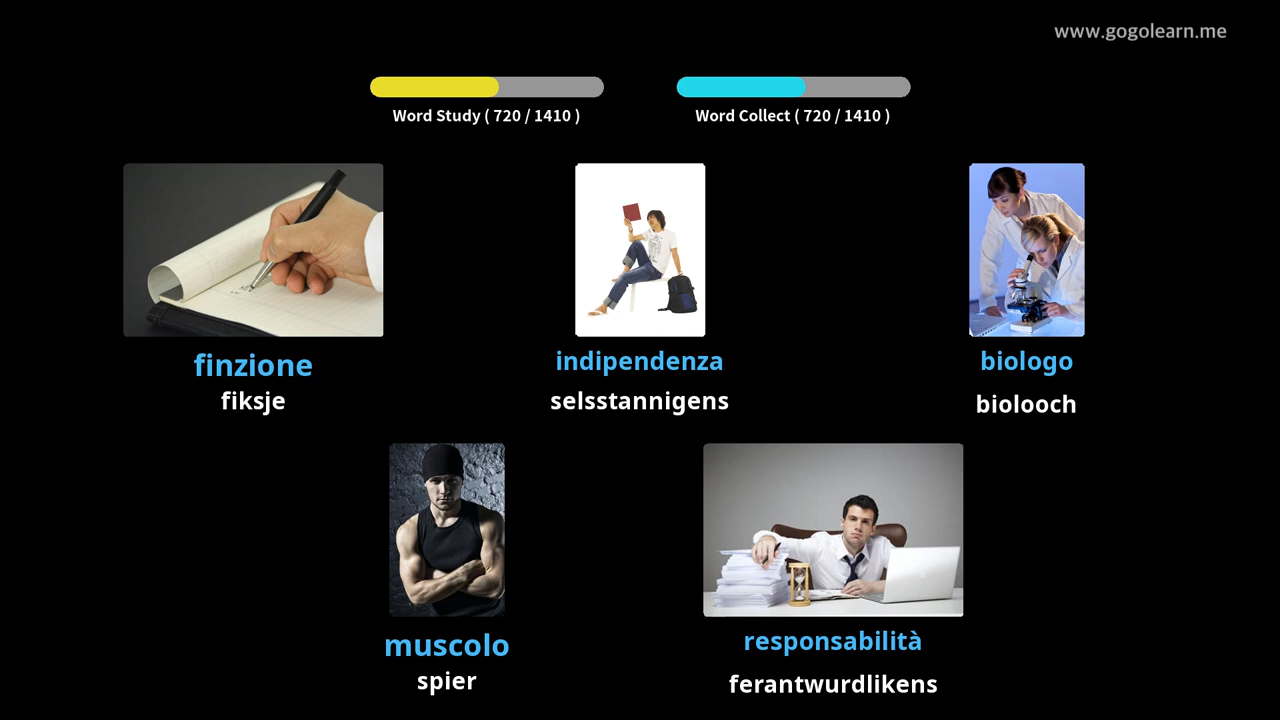 www.gogolearn.me
Word Study ( 720 / 1410 )
Word Collect ( 720 / 1410 )
finzione
fiksje
indipendenza
selsstannigens
biologo
biolooch
muscolo
spier
responsabilità
ferantwurdlikens